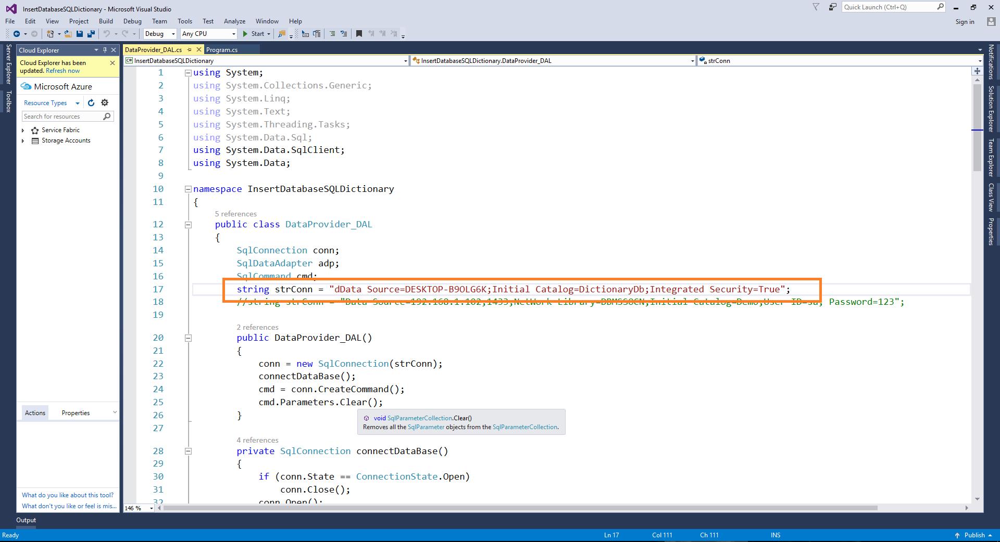 InsertDatabaseSQLDictionary - Microsoft Visual Studio
Quick Launch (Ctrl+Q)
File Edit View Project Build Debug Team Tools Test Analyze Window Help
Sign in
Debug Any CPU Start
Server Explorer
Toolbox
Cloud Explorer
Cloud Explorer has been
updated. Refresh now
Microsoft Azure
Resource Types
Search for resources
Service Fabric
Storage Accounts
Actions Properties
What do you like about this tool?
What don't you like or feel is mis...
DataProvider_DAL.cs Program.cs
C# InsertDatabaseSQLDictionary InsertDatabaseSQLDictionary.DataProvider_DAL strConn
1 using System;
2 using System.Collections.Generic;
3 using System.Linq;
4 using System.Text;
5 using System.Threading.Tasks;
6 using System.Data.Sql;
7 using System.Data.SqlClient;
8 using System.Data;
9
10 namespace InsertDatabaseSQLDictionary
11 {
5 references
12 public class DataProvider_DAL
13 {
14 SqlConnection conn;
15 SqlDataAdapter adp;
16 SqlCommand cmd;
17 string strConn = "dData Source=DESKTOP-B9OLG6K;Initial Catalog=DictionaryDb;Integrated Security=True";
18 //string strConn = "Data Source=192.168.1.102,1433;NetWork Library=DBMSSOCN;Initial Catalog=Demo;User ID=sa; Password=123";
19
2 references
20 public DataProvider_DAL()
21 {
22 conn = new SqlConnection(strConn);
23 connectDataBase();
24 cmd = conn.CreateCommand();
25 cmd.Parameters.Clear();
26 }
void SqlParameterCollection.Clear()
Removes all the SqlParameter objects from the SqlParameterCollection.
27
4 references
28 private SqlConnection connectDataBase()
29 {
30 if (conn.State == ConnectionState.Open)
31 conn.Close();
32 conn.Open();
146 %
Notifications
Solution Explorer
Team Explorer
Class View
Properties
Output
Ready Ln 17 Col 111 Ch 111 INS Publish